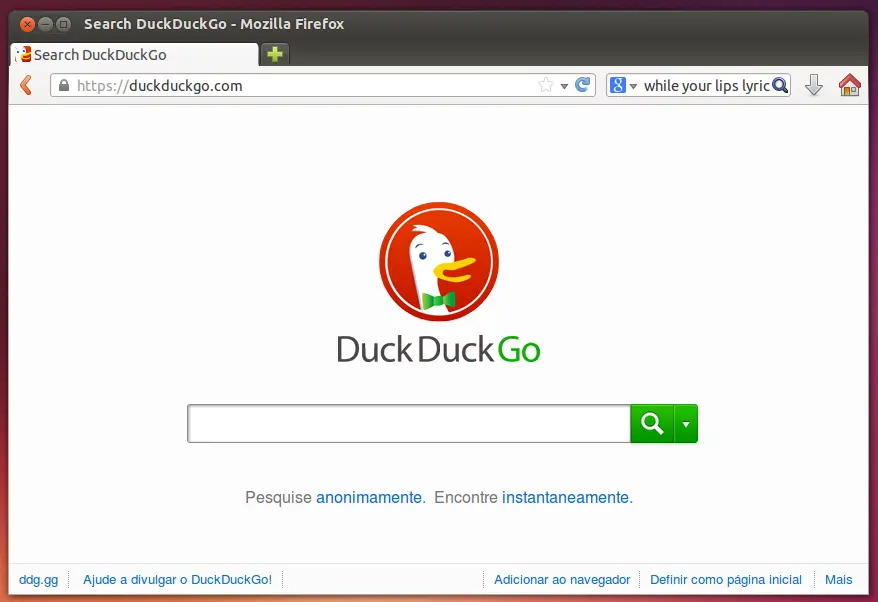 Search DuckDuckGo - Mozilla Firefox
Search DuckDuckGo
https://duckduckgo.com
8 while your lips lyric
DuckDuckGo
Pesquise anonimamente. Encontre instantaneamente.
ddg.gg Ajude a divulgar o DuckDuckGo! Adicionar ao navegador Definir como página inicial Mais